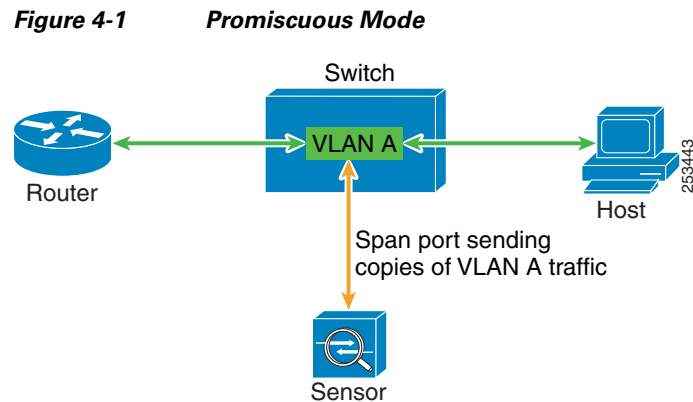 Figure 4-1 Promiscuous Mode
Switch
VLAN A
Router
Host
253443
Span port sending
copies of VLAN A traffic
Sensor